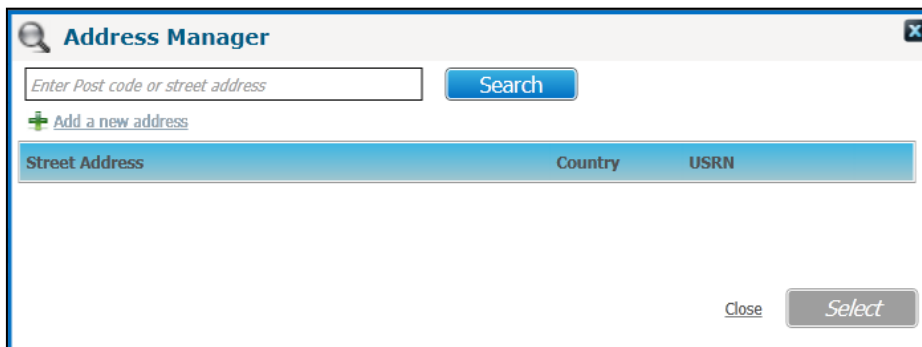 Address Manager
Enter Post code or street address Search
Add a new address
Street Address Country USRN
Close Select